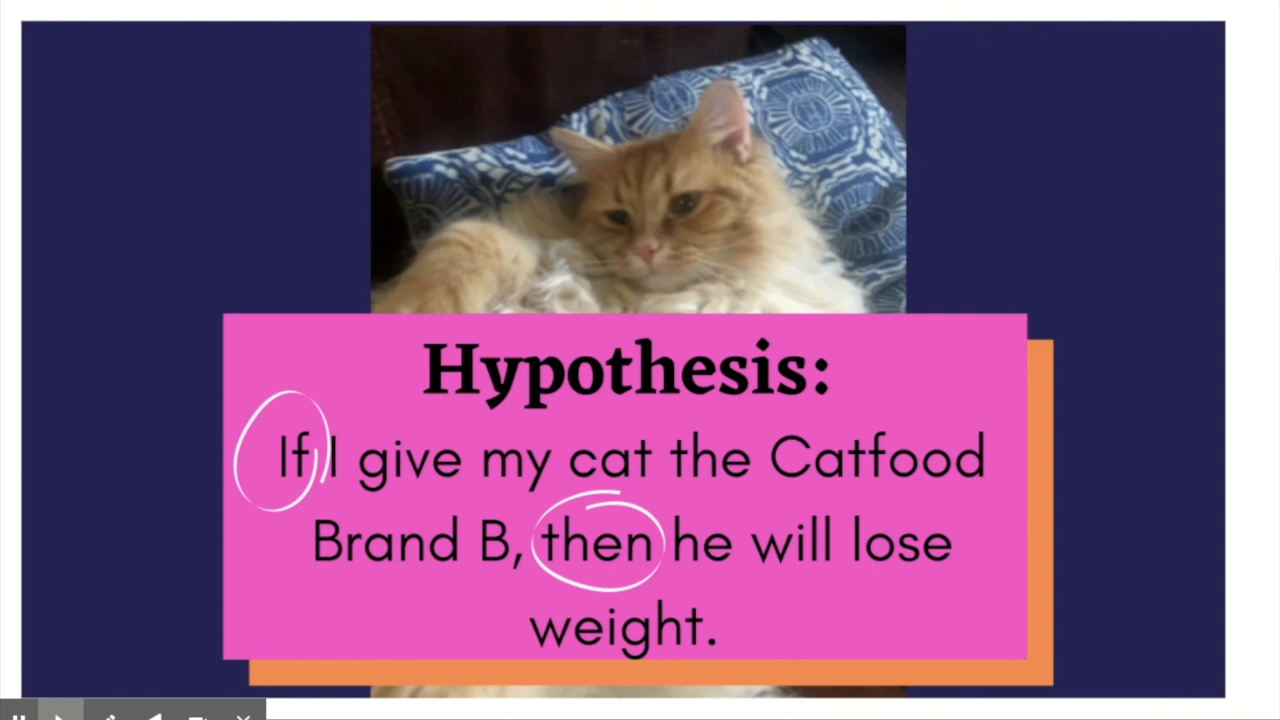 Hypothesis:
If I give my cat the Catfood
Brand B, then he will lose
weight.